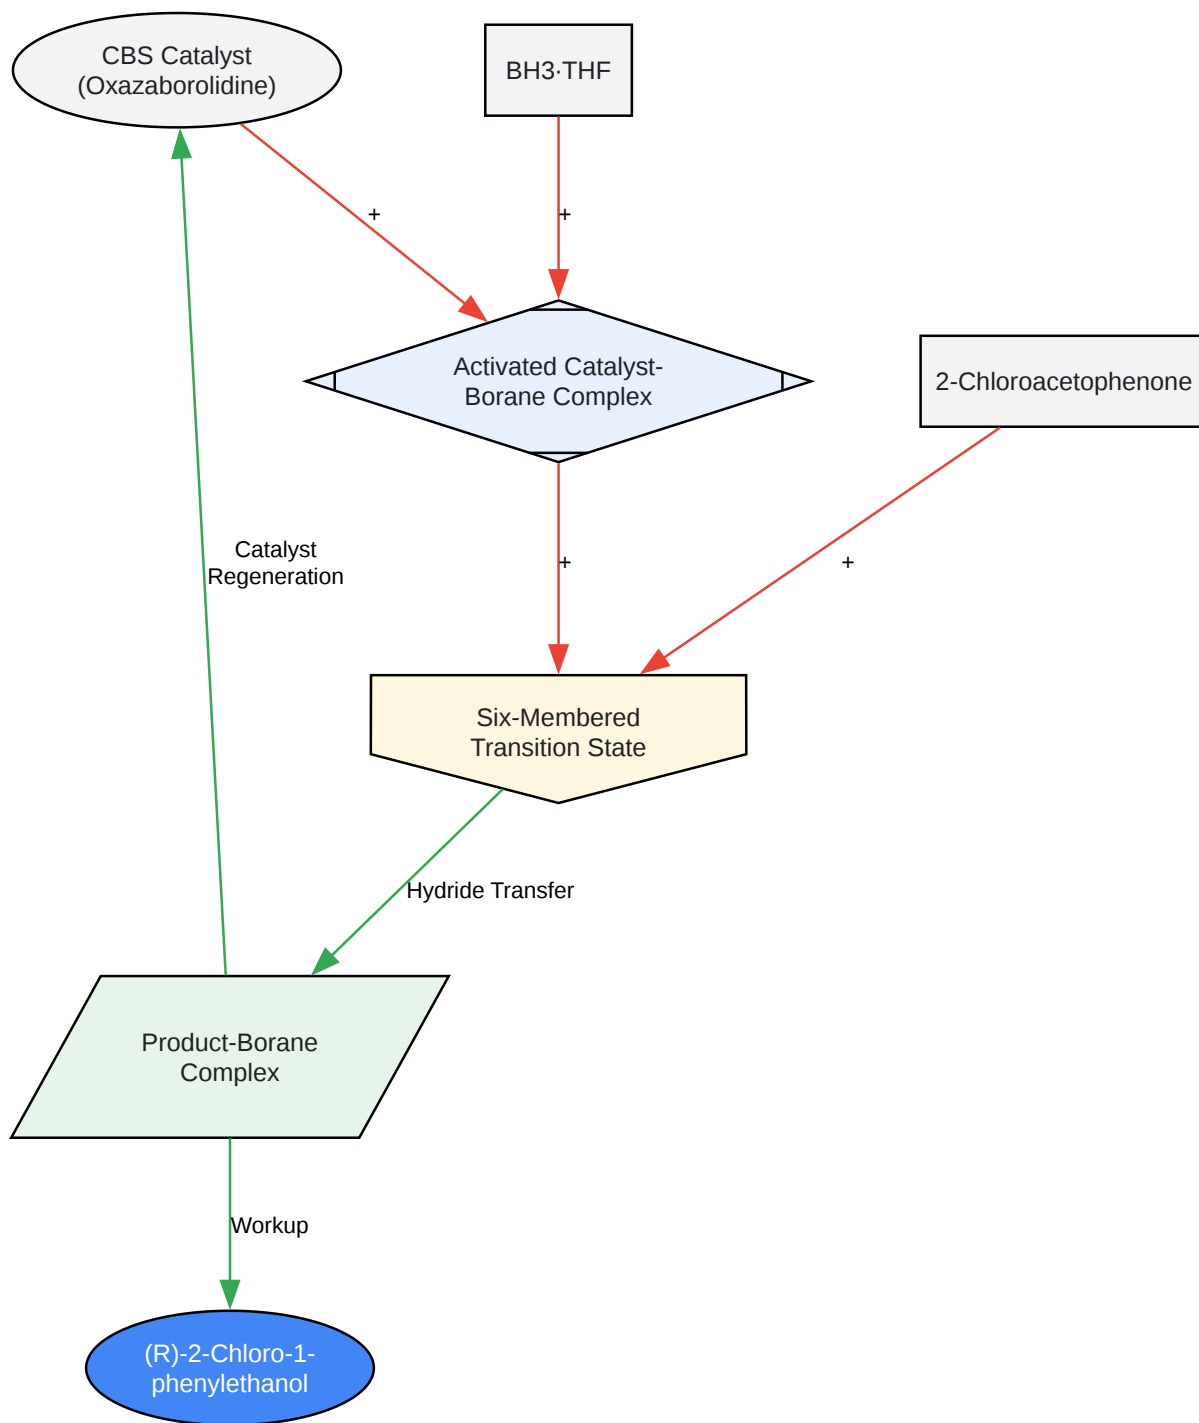 CBS Catalyst
(Oxazaborolidine)
BH3·THF
+
+
Activated Catalyst-
Borane Complex
2-Chloroacetophenone
Catalyst
Regeneration
+
+
Six-Membered
Transition State
Hydride Transfer
Product-Borane
Complex
Workup
(R)-2-Chloro-1-
phenylethanol